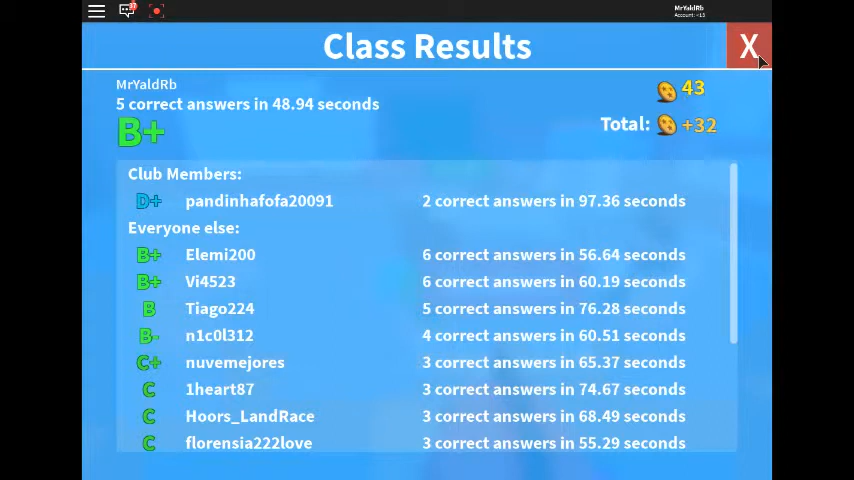 37
MrYaldRb
Account: <13
Class Results
X
MrYaldRb
43
5 correct answers in 48.94 seconds
B+
Total: +32
Club Members:
D+ pandinhafofa20091 2 correct answers in 97.36 seconds
Everyone else:
B+ Elemi200 6 correct answers in 56.64 seconds
B+ Vi4523 6 correct answers in 60.19 seconds
B Tiago224 5 correct answers in 76.28 seconds
B- n1c0l312 4 correct answers in 60.51 seconds
C+ nuvemejores 3 correct answers in 65.37 seconds
C 1heart87 3 correct answers in 74.67 seconds
C Hoors_LandRace 3 correct answers in 68.49 seconds
C florensia222love 3 correct answers in 55.29 seconds